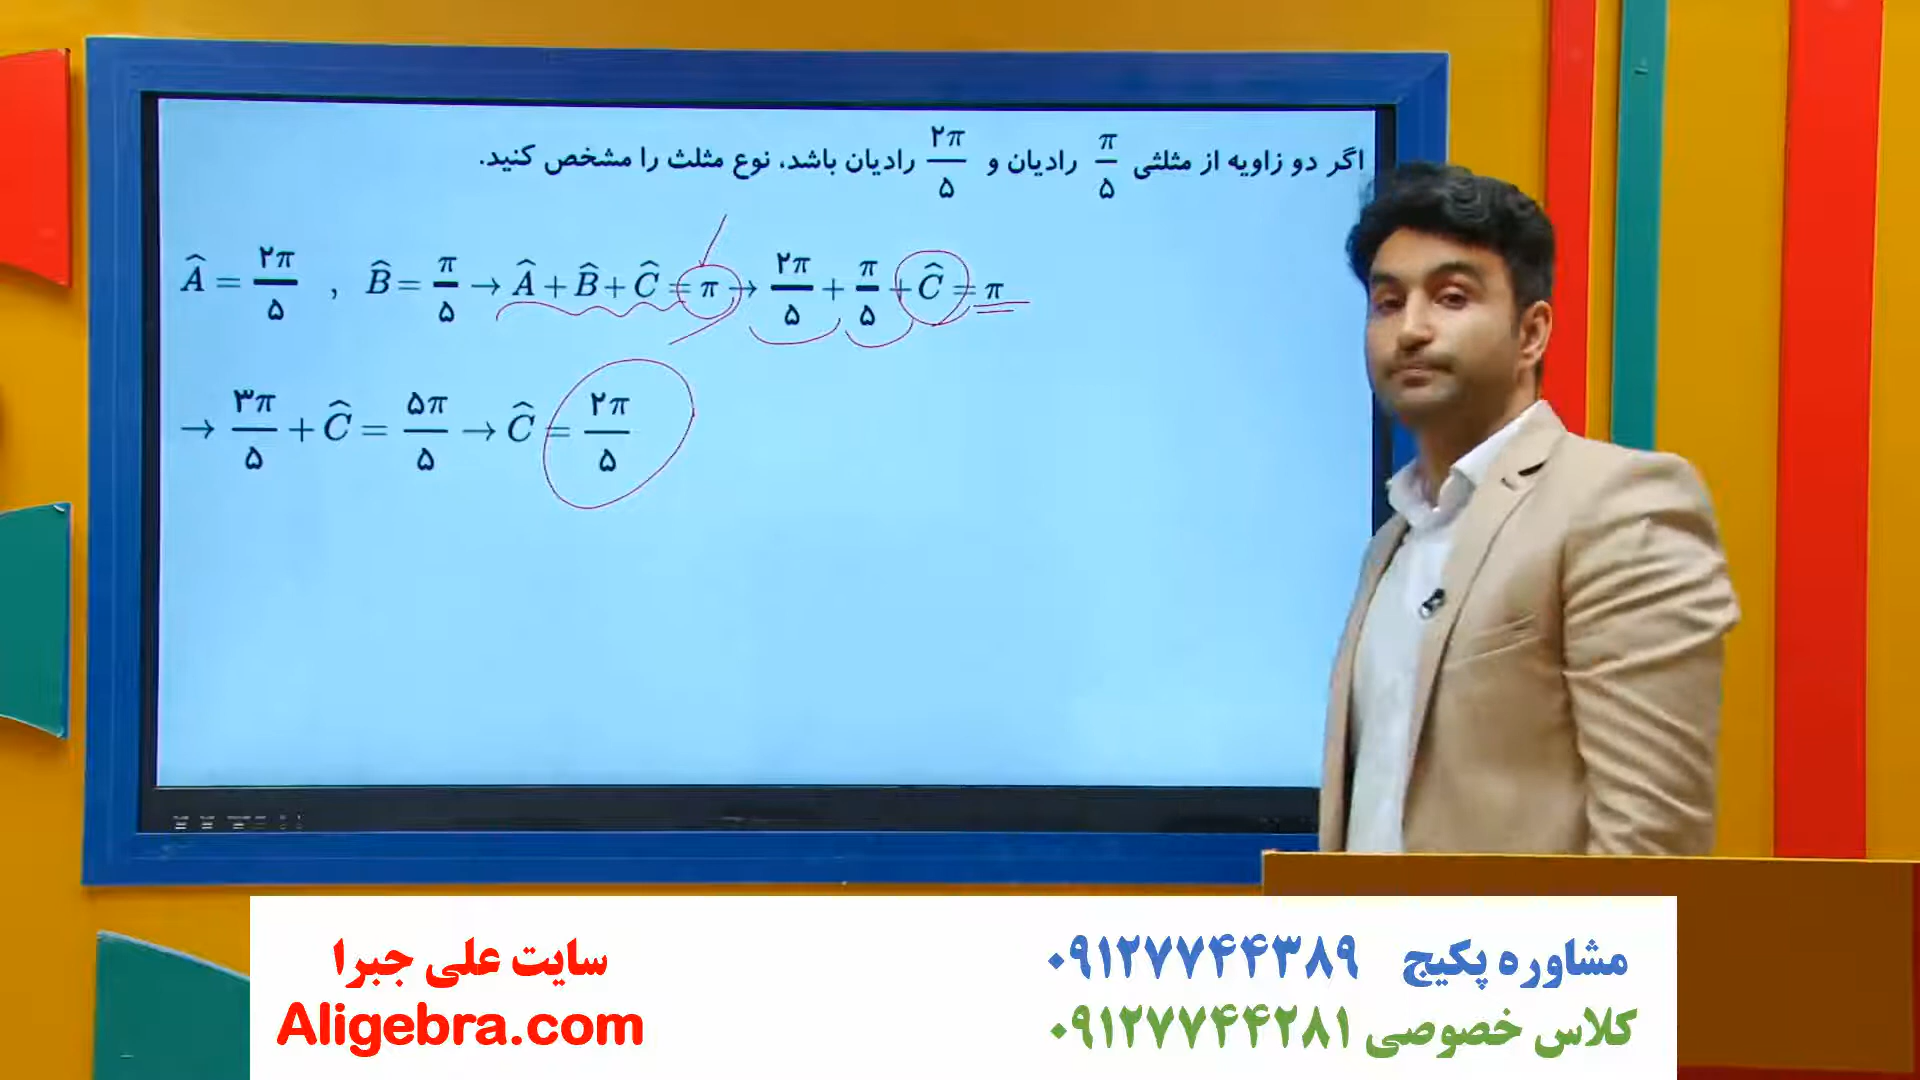 اگر دو زاویه از مثلثی π/۵ رادیان و ۲π/۵ رادیان باشد، نوع مثلث را مشخص کنید.
Â = ۲π/۵ , B̂ = π/۵ → Â + B̂ + Ĉ = π → ۲π/۵ + π/۵ + Ĉ = π
→ ۳π/۵ + Ĉ = ۵π/۵ → Ĉ = ۲π/۵
سایت علی جبرا
Aligebra.com
مشاوره پکیج ۰۹۱۲۷۷۴۴۳۸۹
کلاس خصوصی ۰۹۱۲۷۷۴۴۲۸۱